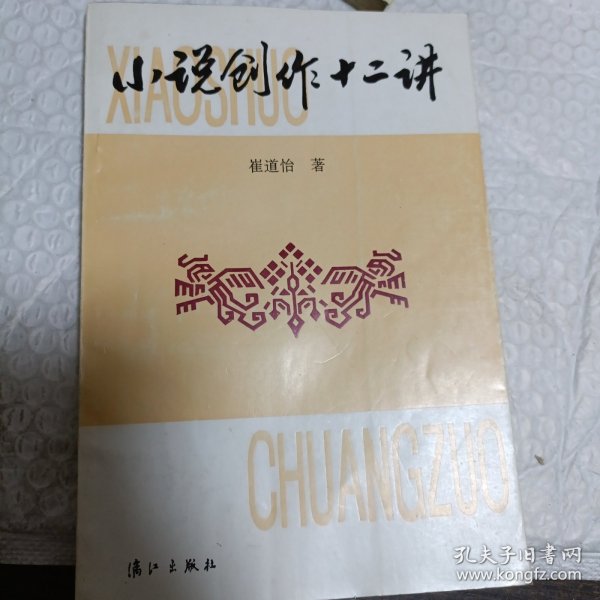 XIAOSHUO
小说创作十二讲
崔道怡 著
CHUANGZUO
漓江出版社
孔夫子旧书网
www.kongfz.com